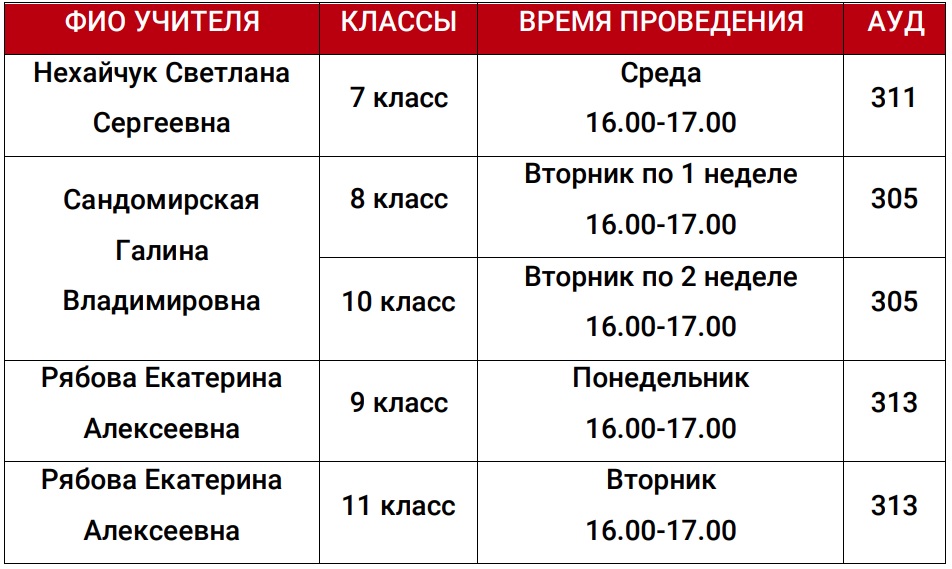 ФИО УЧИТЕЛЯ КЛАССЫ ВРЕМЯ ПРОВЕДЕНИЯ АУД
Нехайчук Светлана
Сергеевна
7 класс
Среда
16.00-17.00
311
Сандомирская
Галина
Владимировна
8 класс
Вторник по 1 неделе
16.00-17.00
305
10 класс
Вторник по 2 неделе
16.00-17.00
305
Рябова Екатерина
Алексеевна
9 класс
Понедельник
16.00-17.00
313
Рябова Екатерина
Алексеевна
11 класс
Вторник
16.00-17.00
313